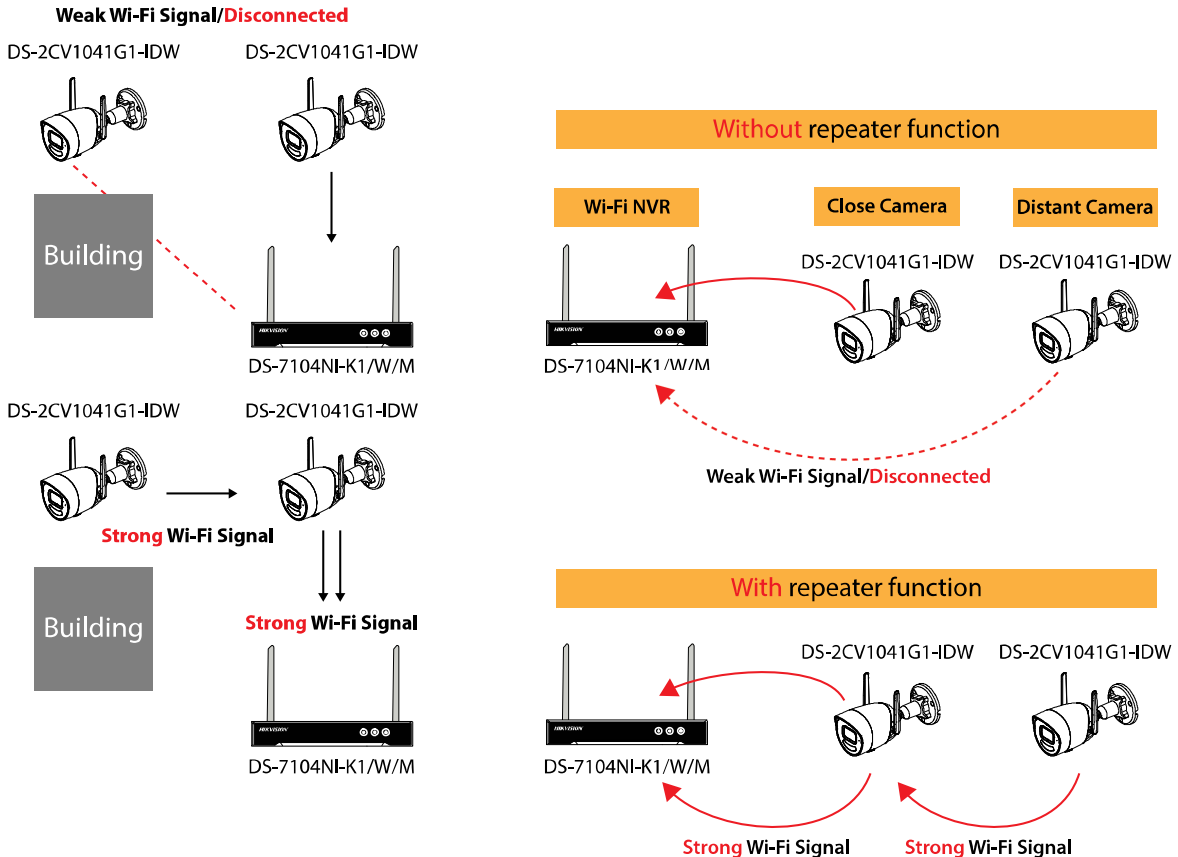 Weak Wi-Fi Signal/Disconnected
DS-2CV1041G1-IDW
DS-2CV1041G1-IDW
Building
HIKVISION
DS-7104NI-K1/W/M
DS-2CV1041G1-IDW
DS-2CV1041G1-IDW
Strong Wi-Fi Signal
Building
Strong Wi-Fi Signal
HIKVISION
DS-7104NI-K1/W/M
Without repeater function
Wi-Fi NVR
Close Camera
Distant Camera
DS-2CV1041G1-IDW
DS-2CV1041G1-IDW
HIKVISION
DS-7104NI-K1/W/M
Weak Wi-Fi Signal/Disconnected
With repeater function
DS-2CV1041G1-IDW
DS-2CV1041G1-IDW
HIKVISION
DS-7104NI-K1/W/M
Strong Wi-Fi Signal
Strong Wi-Fi Signal